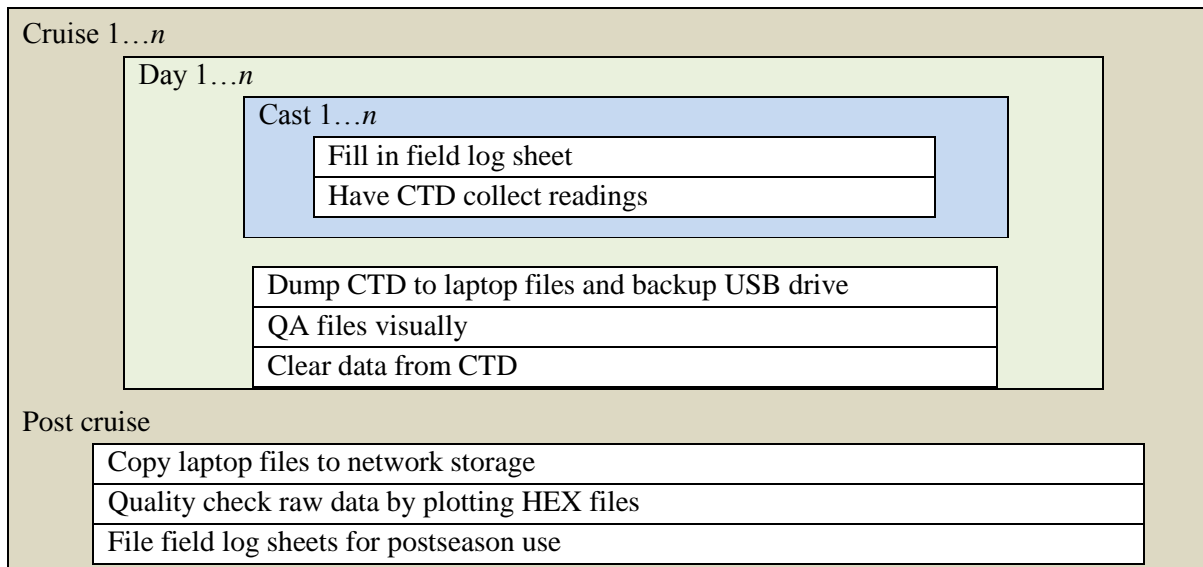 Cruise 1…n
Day 1…n
Cast 1…n
Fill in field log sheet
Have CTD collect readings
Dump CTD to laptop files and backup USB drive
QA files visually
Clear data from CTD
Post cruise
Copy laptop files to network storage
Quality check raw data by plotting HEX files
File field log sheets for postseason use